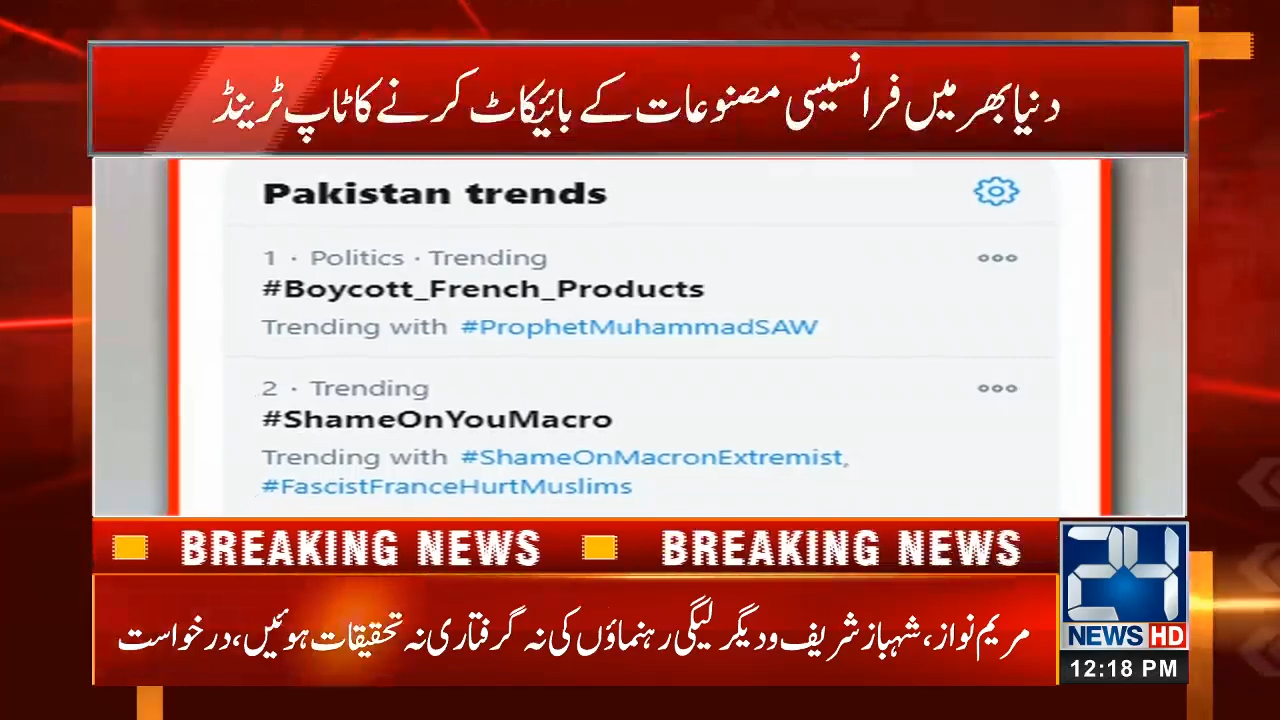 دنیا بھر میں فرانسیسی مصنوعات کے بائیکاٹ کرنے کا ٹاپ ٹرینڈ
Pakistan trends
1 · Politics · Trending
#Boycott_French_Products
Trending with #ProphetMuhammadSAW
2 · Trending
#ShameOnYouMacro
Trending with #ShameOnMacronExtremist,
#FascistFranceHurtMuslims
BREAKING NEWS BREAKING NEWS
مریم نواز، شہباز شریف و دیگر لیگی رہنماؤں کی نہ گرفتاری نہ تحقیقات ہوئیں، درخواست
24
NEWS HD
12:18 PM